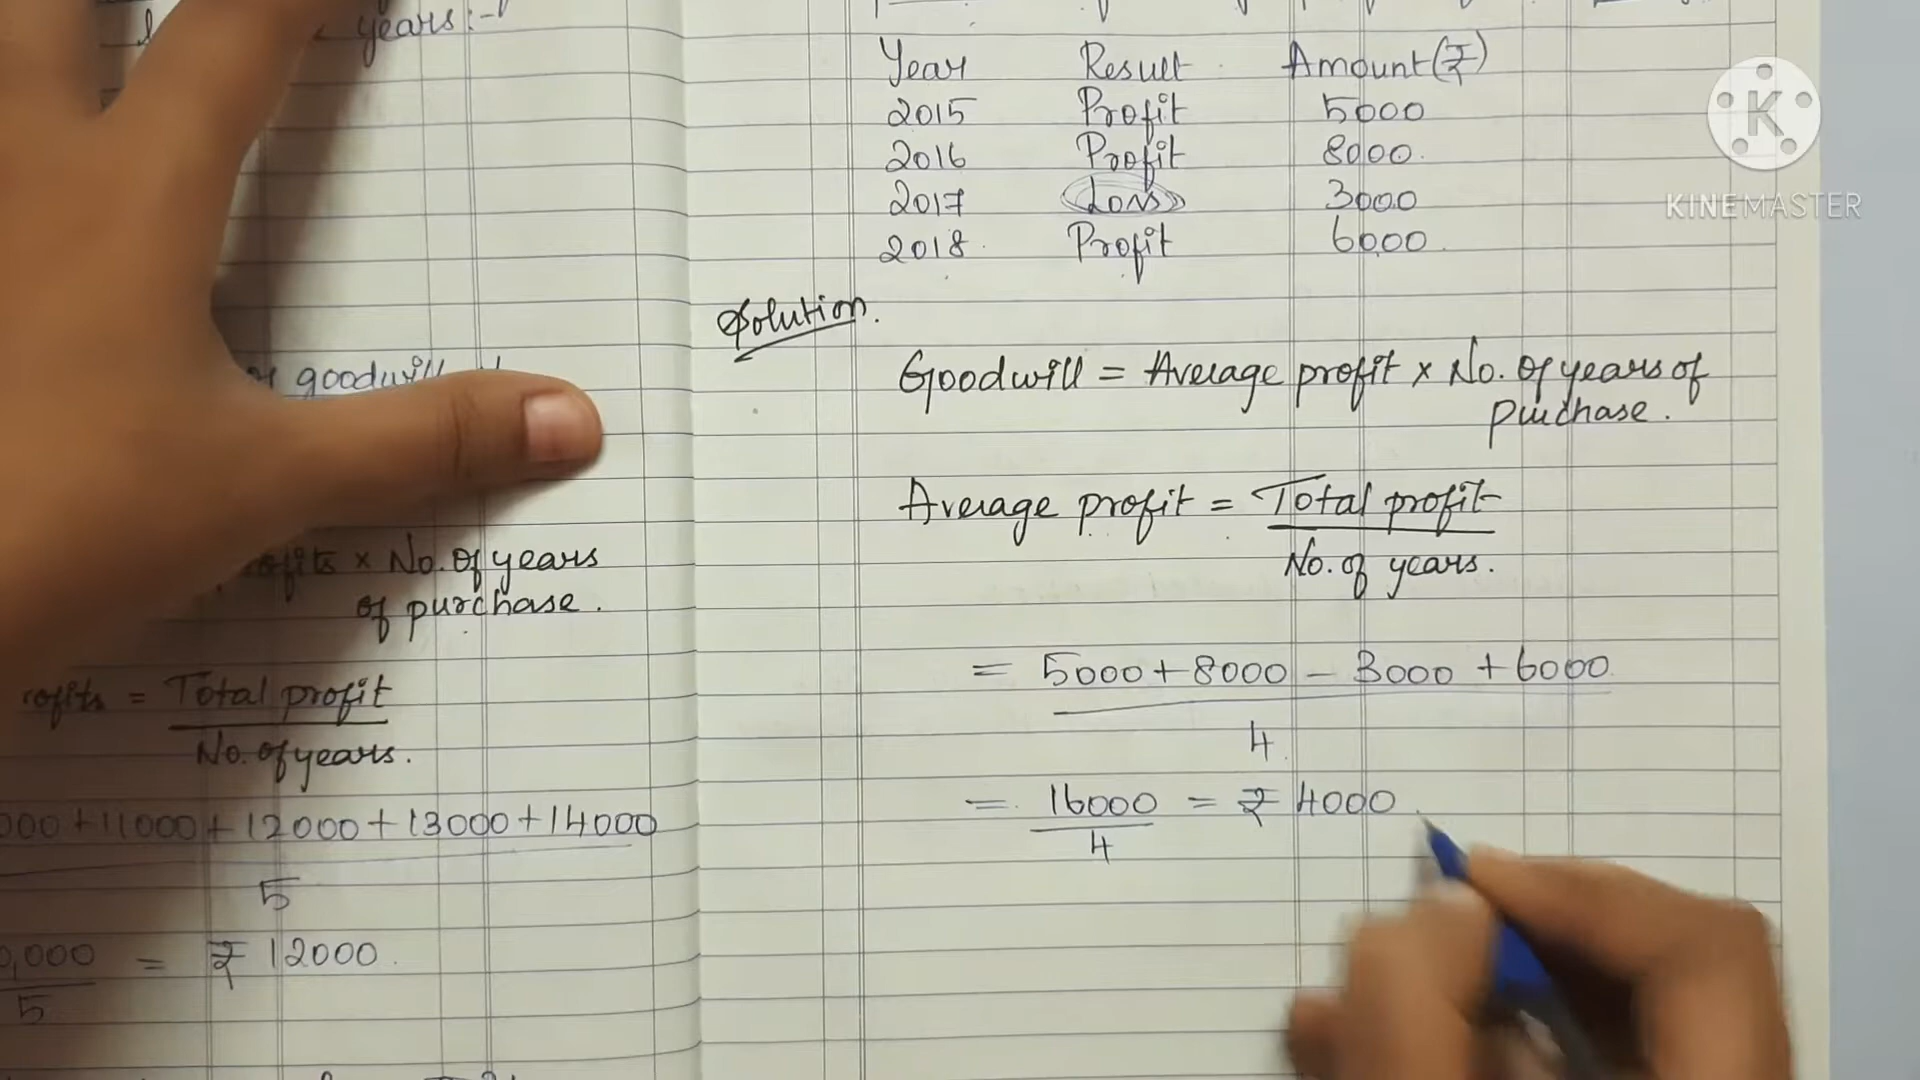 years:-
goodwill
× No. Of years
of purchase.
= Total profit
No. of years.
000 + 11000 + 12000 + 13000 + 14000
5
0,000 = ₹ 12000.
5
Year Result Amount (₹)
2015 Profit 5000
2016 Profit 8000.
2017 Loss 3000
2018. Profit 6000.
Solution.
Goodwill = Average profit × No. Of years of
purchase.
Average profit = Total profit
No. of years.
= 5000 + 8000 - 3000 + 6000
4
= 16000 = ₹ 4000.
4
KINEMASTER
K